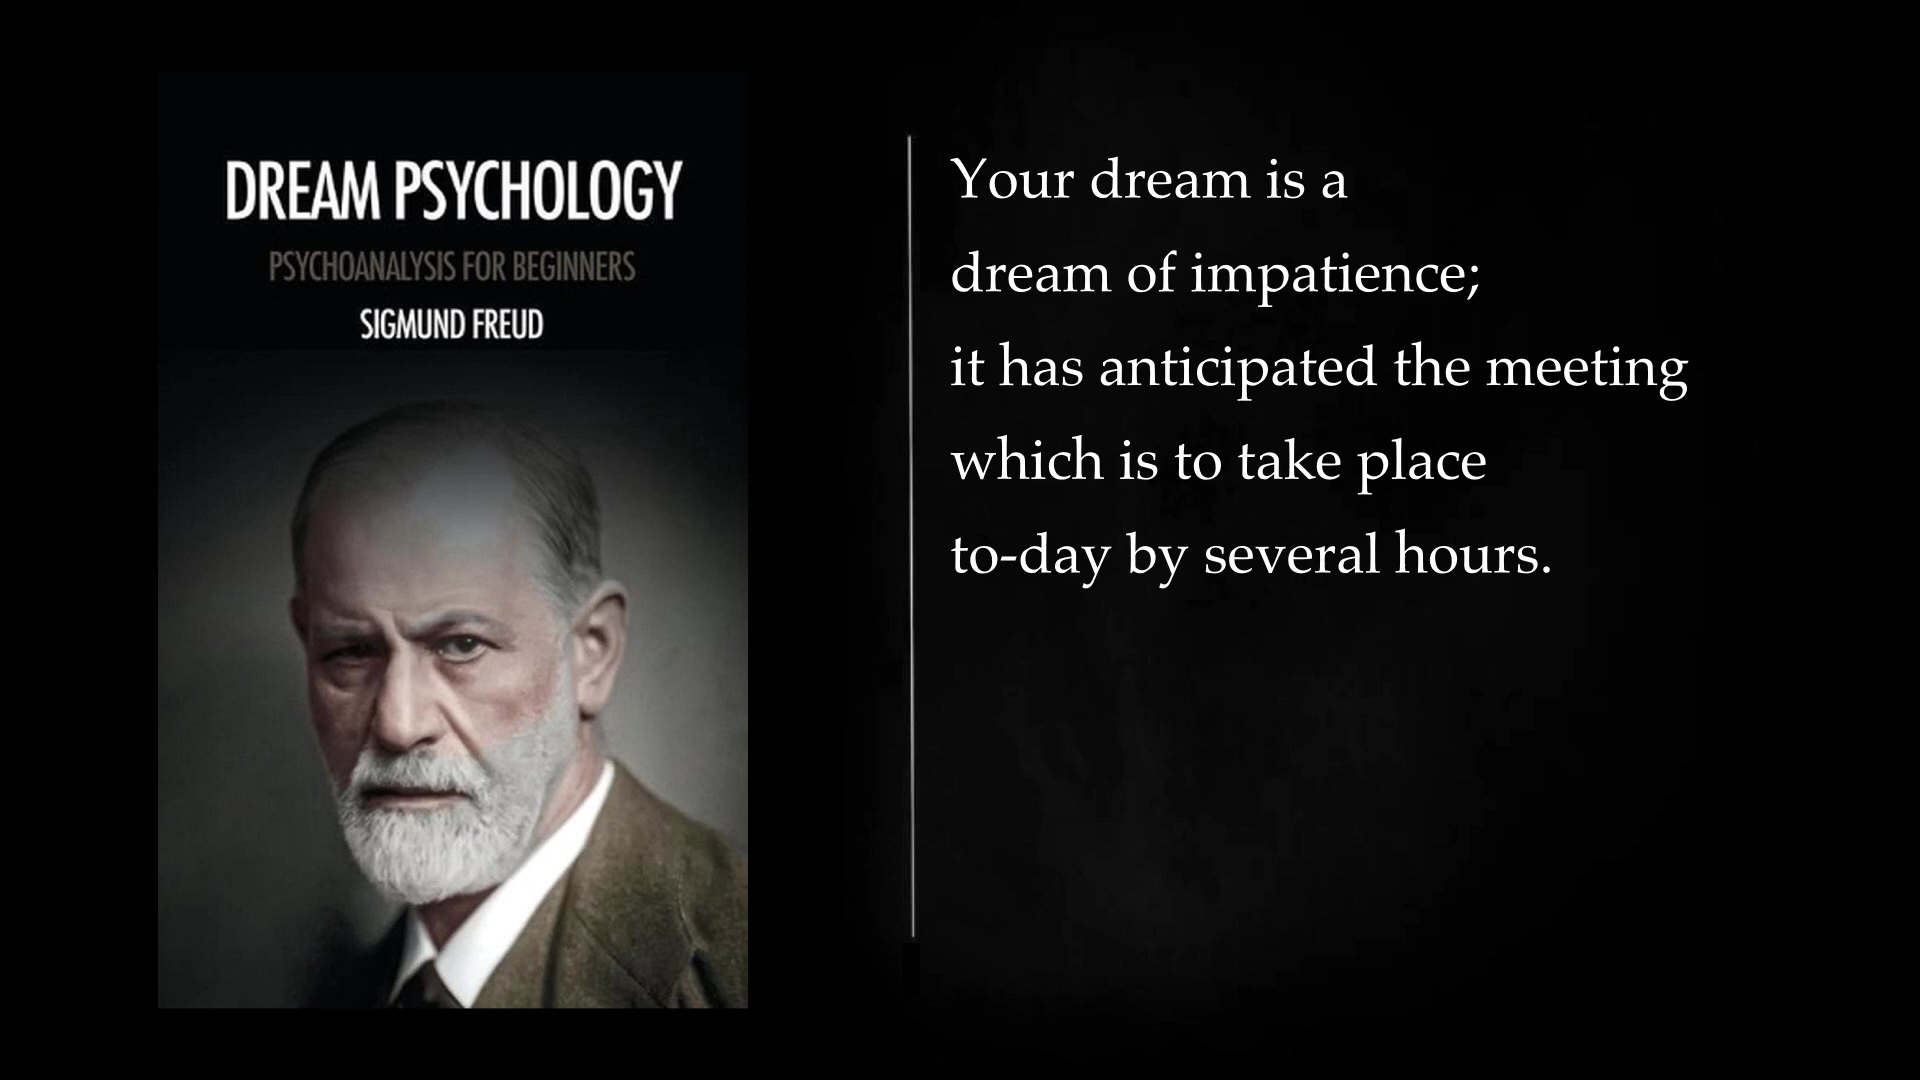 DREAM PSYCHOLOGY
PSYCHOANALYSIS FOR BEGINNERS
SIGMUND FREUD
Your dream is a
dream of impatience;
it has anticipated the meeting
which is to take place
to-day by several hours.